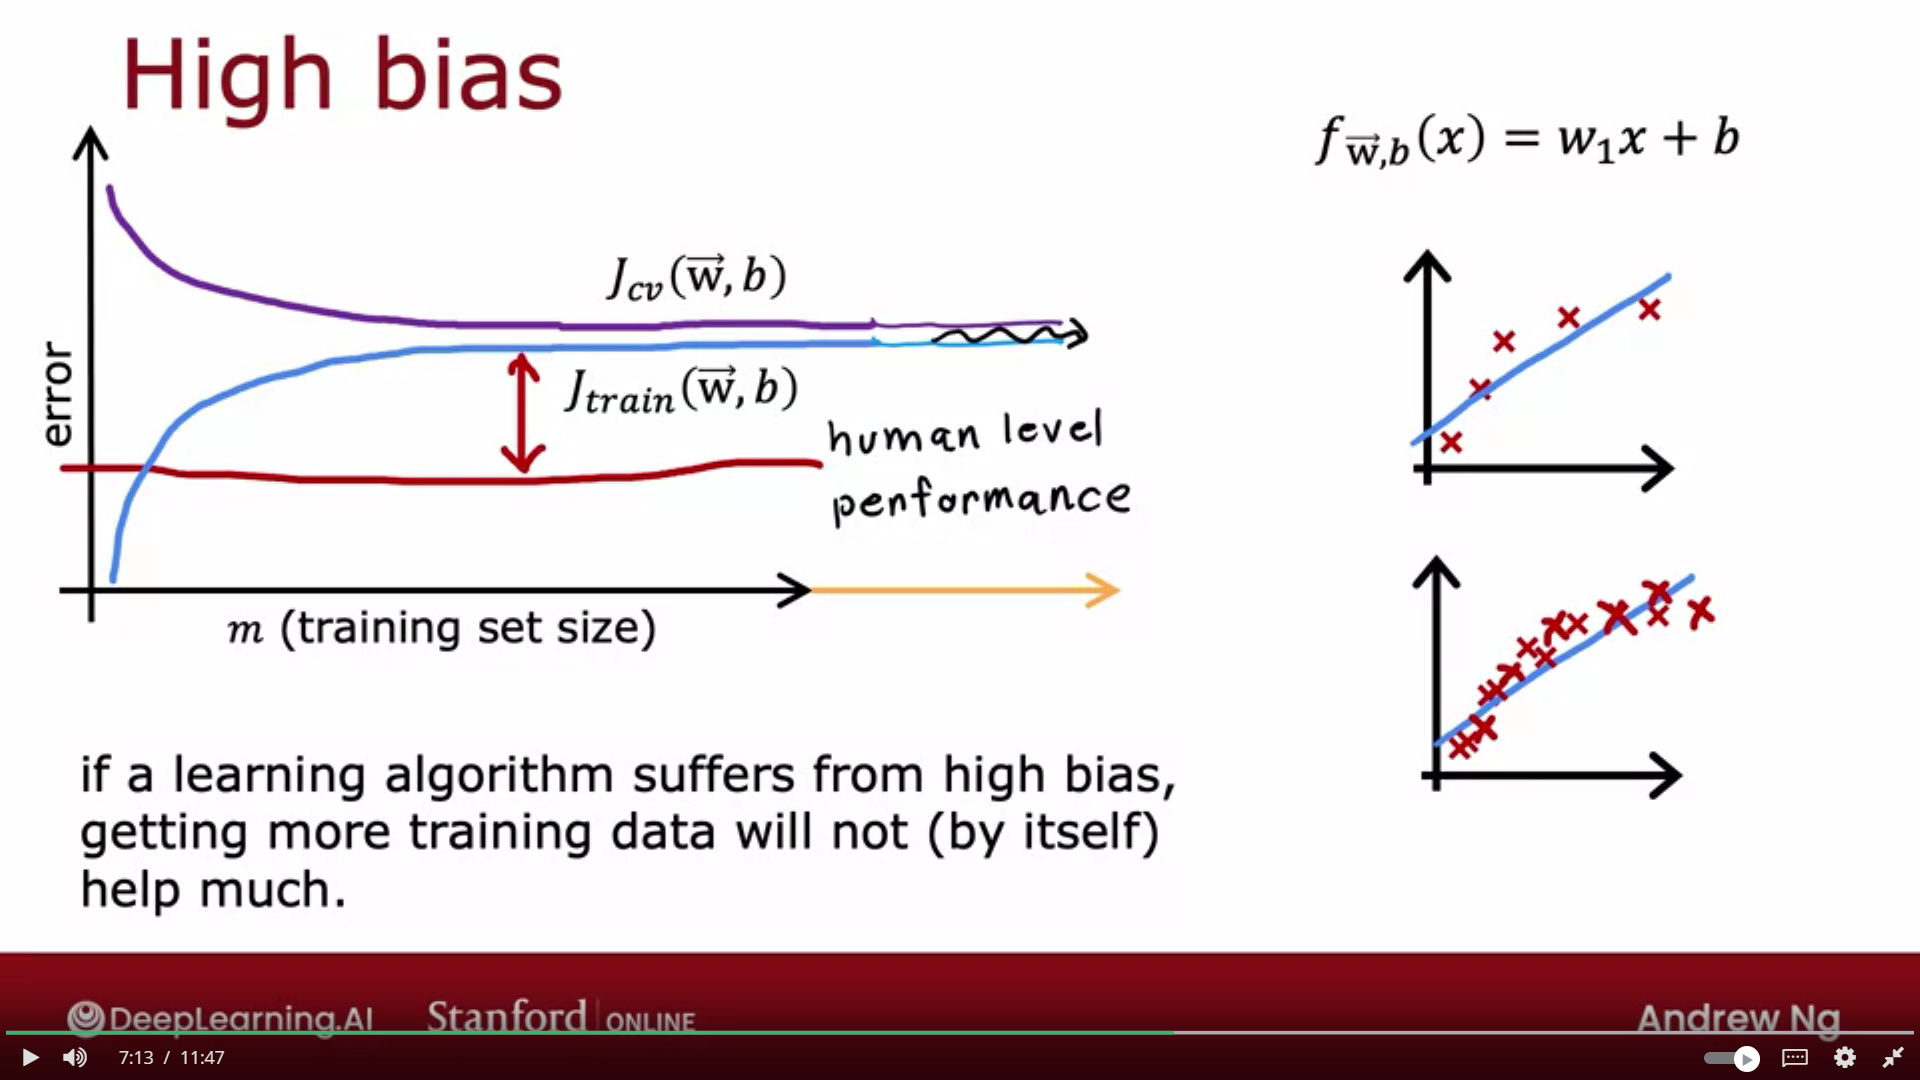 High bias
f_{\vec{w},b}(x) = w_1x + b
J_{cv}(\vec{w}, b)
J_{train}(\vec{w}, b)
human level
performance
error
m (training set size)
if a learning algorithm suffers from high bias,
getting more training data will not (by itself)
help much.
DeepLearning.AI
Stanford | ONLINE
Andrew Ng
7:13 / 11:47